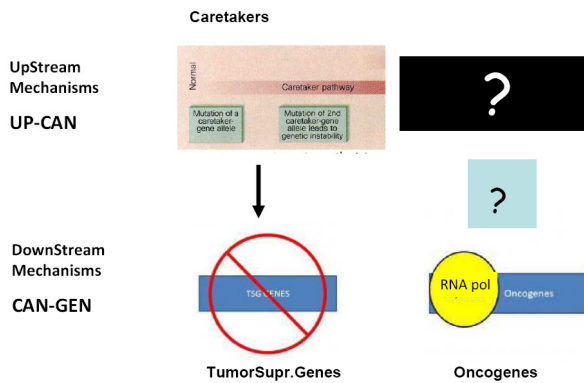 Caretakers
UpStream
Mechanisms
UP-CAN
Normal
Caretaker pathway
Mutation of a
caretaker-
gene allele
Mutation of 2nd
caretaker-gene
allele leads to
genetic instability
?
?
DownStream
Mechanisms
CAN-GEN
TSG GENES
RNA pol
Oncogenes
TumorSupr.Genes
Oncogenes